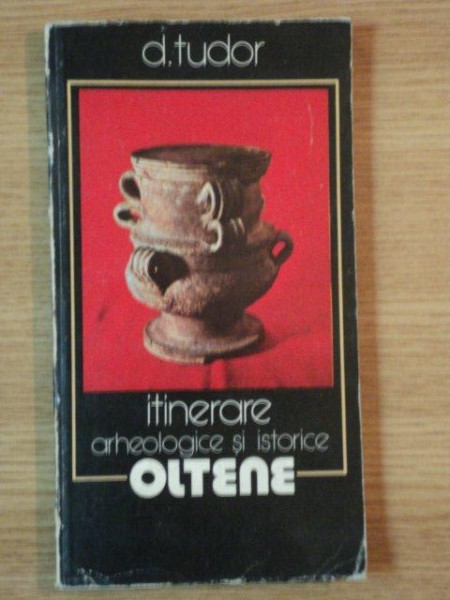 d. tudor
itinerare
arheologice și istorice
OLTENE